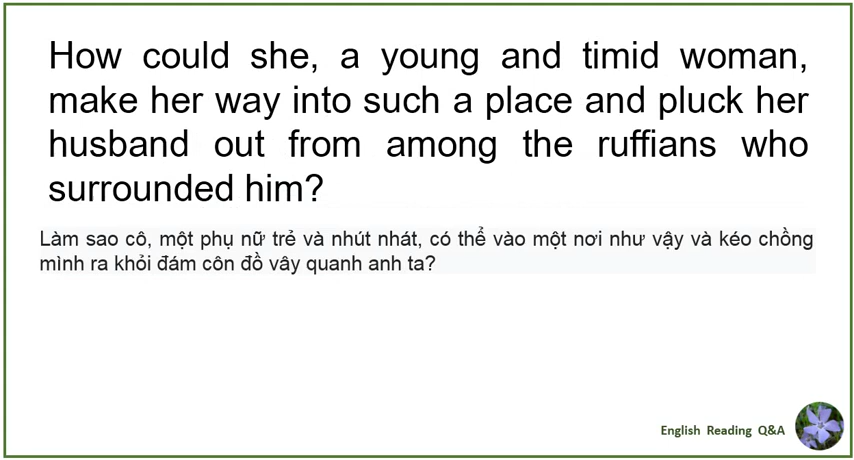 How could she, a young and timid woman,
make her way into such a place and pluck her
husband out from among the ruffians who
surrounded him?
Làm sao cô, một phụ nữ trẻ và nhút nhát, có thể vào một nơi như vậy và kéo chồng
mình ra khỏi đám côn đồ vây quanh anh ta?
English Reading Q&A